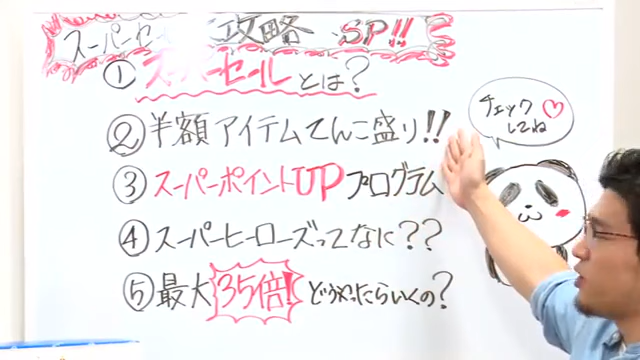 スーパーセール攻略 SP!!
① スーパーセールとは?
② 半額アイテムてんこ盛り!!
チェックしてね♡
③ スーパーポイントUPプログラム
④ スーパーヒーローズってなに??
⑤ 最大35倍!どうやったらいくの?